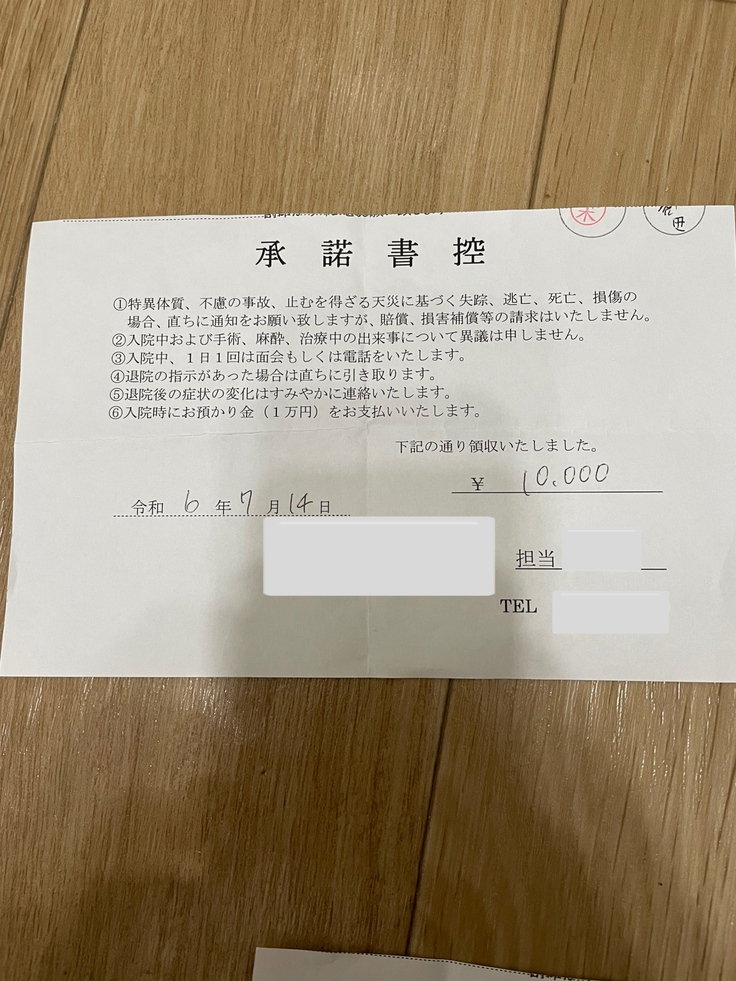 承諾書控
①特異体質、不慮の事故、止むを得ざる天災に基づく失踪、逃亡、死亡、損傷の
場合、直ちに通知をお願い致しますが、賠償、損害補償等の請求はいたしません。
②入院中および手術、麻酔、治療中の出来事について異議は申しません。
③入院中、１日１回は面会もしくは電話をいたします。
④退院の指示があった場合は直ちに引き取ります。
⑤退院後の症状の変化はすみやかに連絡いたします。
⑥入院時にお預かり金（１万円）をお支払いいたします。
下記の通り領収いたしました。
￥ 10.000
令和 6 年 7 月 14 日
担当
TEL